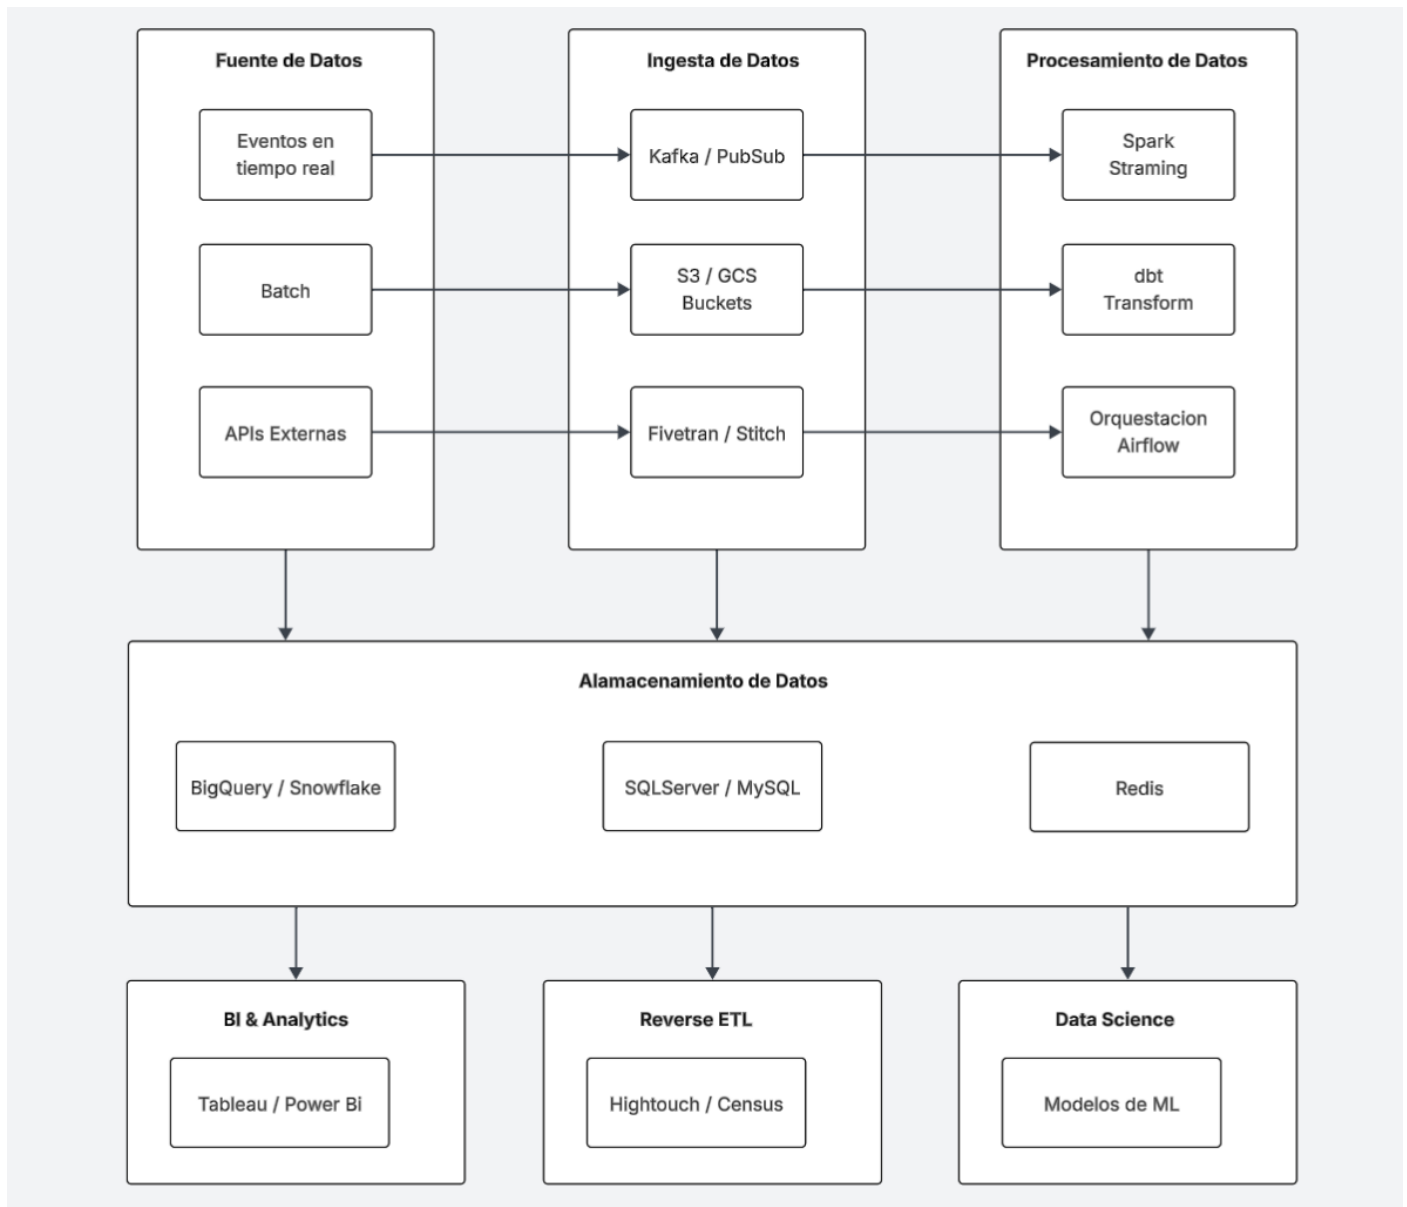 Fuente de Datos
Eventos en
tiempo real
Batch
APIs Externas
Ingesta de Datos
Kafka / PubSub
S3 / GCS
Buckets
Fivetran / Stitch
Procesamiento de Datos
Spark
Straming
dbt
Transform
Orquestacion
Airflow
Alamacenamiento de Datos
BigQuery / Snowflake
SQLServer / MySQL
Redis
BI & Analytics
Tableau / Power Bi
Reverse ETL
Hightouch / Census
Data Science
Modelos de ML